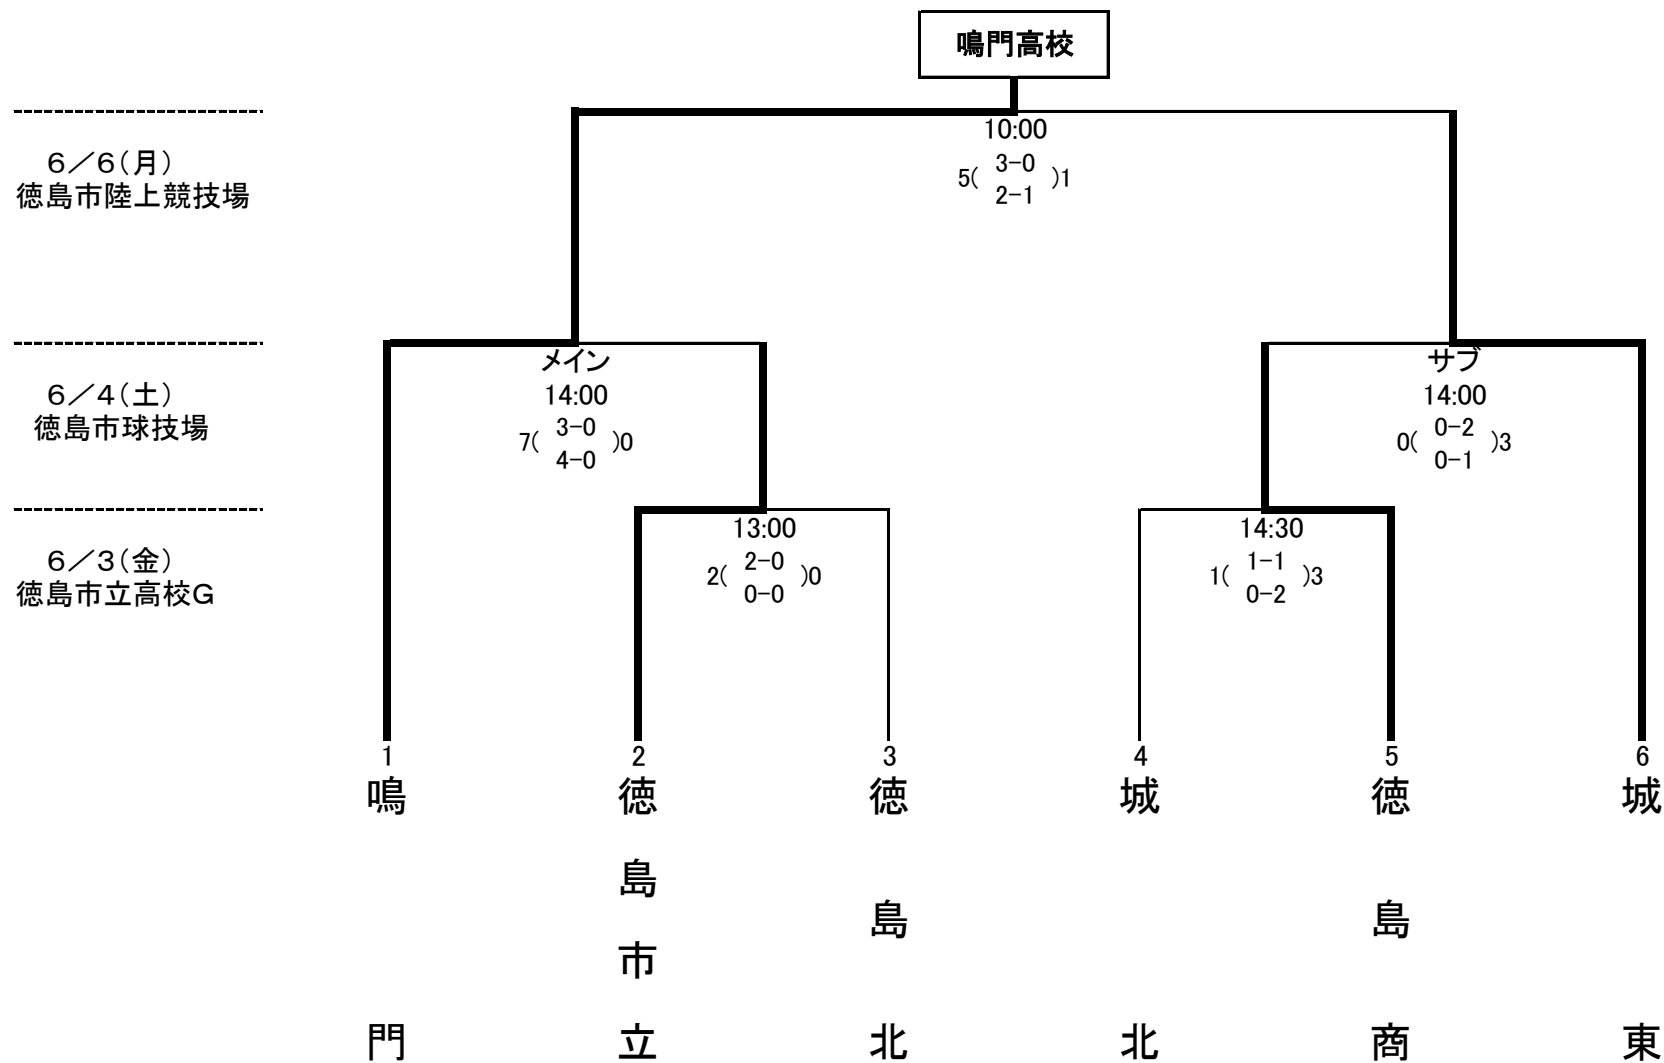 鳴門高校
10:00
6／6（月）
徳島市陸上競技場
5( 3-0 )1
2-1
メイン
サブ
6／4（土）
徳島市球技場
14:00
7( 3-0 )0
4-0
14:00
0( 0-2 )3
0-1
6／3（金）
徳島市立高校G
13:00
2( 2-0 )0
0-0
14:30
1( 1-1 )3
0-2
1
鳴門
2
徳島市立
3
徳島北
4
城北
5
徳島商
6
城東